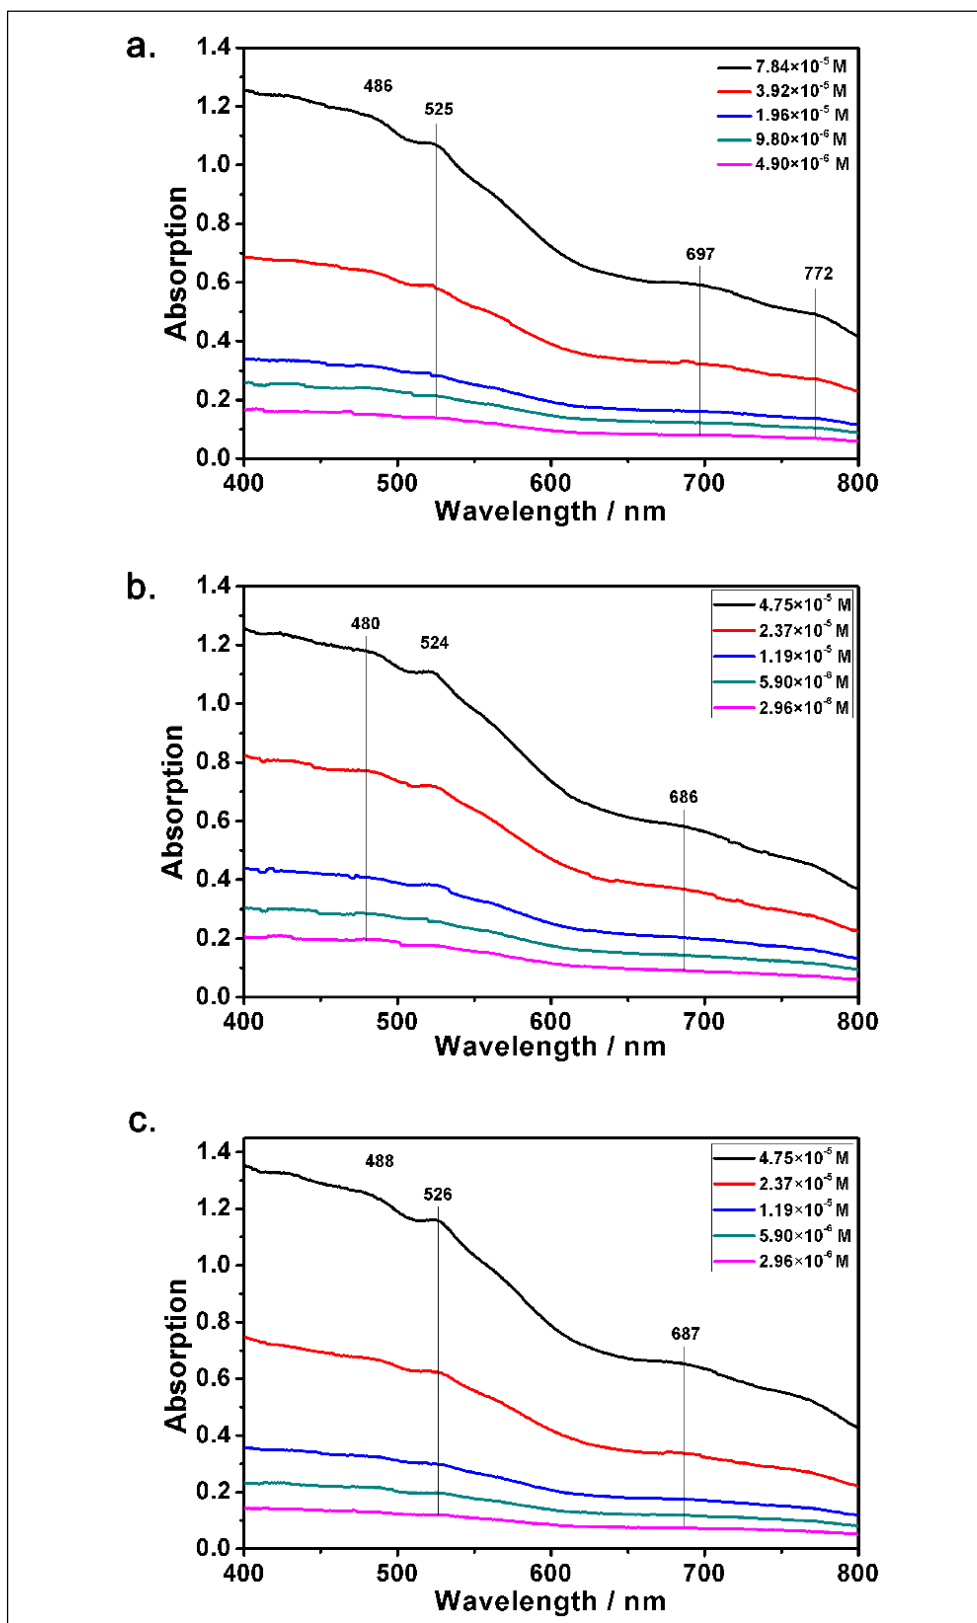 a.
1.4
1.2
1.0
0.8
0.6
0.4
0.2
0.0
Absorption
486
525
697
772
7.84×10⁻⁵ M
3.92×10⁻⁵ M
1.96×10⁻⁵ M
9.80×10⁻⁶ M
4.90×10⁻⁶ M
400 500 600 700 800
Wavelength / nm
b.
1.4
1.2
1.0
0.8
0.6
0.4
0.2
0.0
Absorption
480
524
686
4.75×10⁻⁵ M
2.37×10⁻⁵ M
1.19×10⁻⁵ M
5.90×10⁻⁶ M
2.96×10⁻⁶ M
400 500 600 700 800
Wavelength / nm
c.
1.4
1.2
1.0
0.8
0.6
0.4
0.2
0.0
Absorption
488
526
687
4.75×10⁻⁵ M
2.37×10⁻⁵ M
1.19×10⁻⁵ M
5.90×10⁻⁶ M
2.96×10⁻⁶ M
400 500 600 700 800
Wavelength / nm